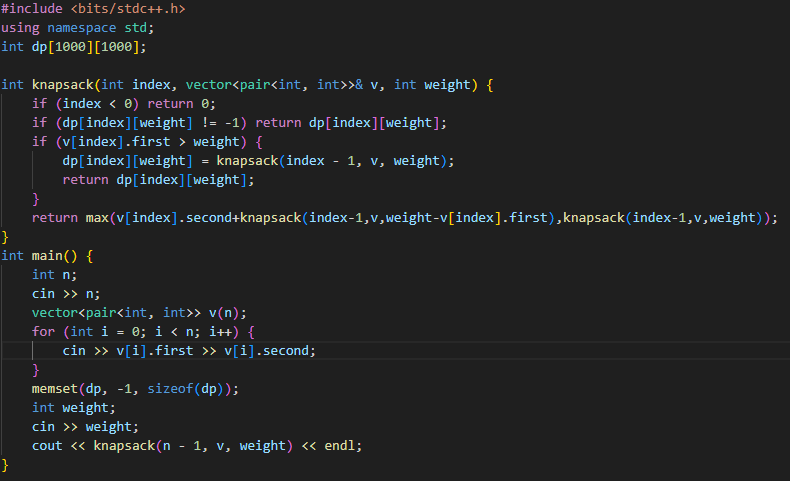 #include <bits/stdc++.h>
using namespace std;
int dp[1000][1000];

int knapsack(int index, vector<pair<int, int>>& v, int weight) {
    if (index < 0) return 0;
    if (dp[index][weight] != -1) return dp[index][weight];
    if (v[index].first > weight) {
        dp[index][weight] = knapsack(index - 1, v, weight);
        return dp[index][weight];
    }
    return max(v[index].second+knapsack(index-1,v,weight-v[index].first),knapsack(index-1,v,weight));
}
int main() {
    int n;
    cin >> n;
    vector<pair<int, int>> v(n);
    for (int i = 0; i < n; i++) {
        cin >> v[i].first >> v[i].second;
    }
    memset(dp, -1, sizeof(dp));
    int weight;
    cin >> weight;
    cout << knapsack(n - 1, v, weight) << endl;
}